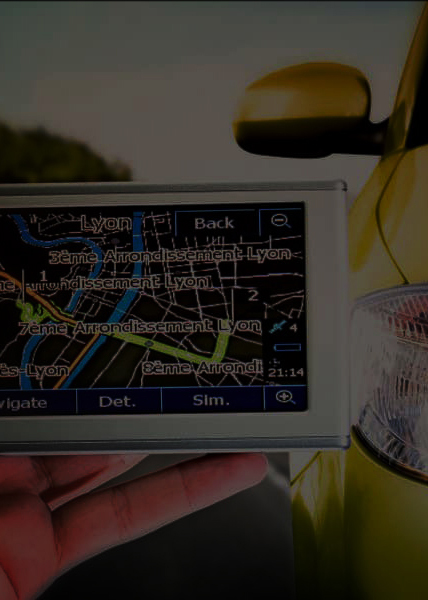 Lyon
Back
3ème Arrondissement Lyon
1
ndissement Lyon
2
7ème Arrondissement Lyon
4
ès-Lyon
8ème Arrondi
21:14
vigate
Det.
Sim.